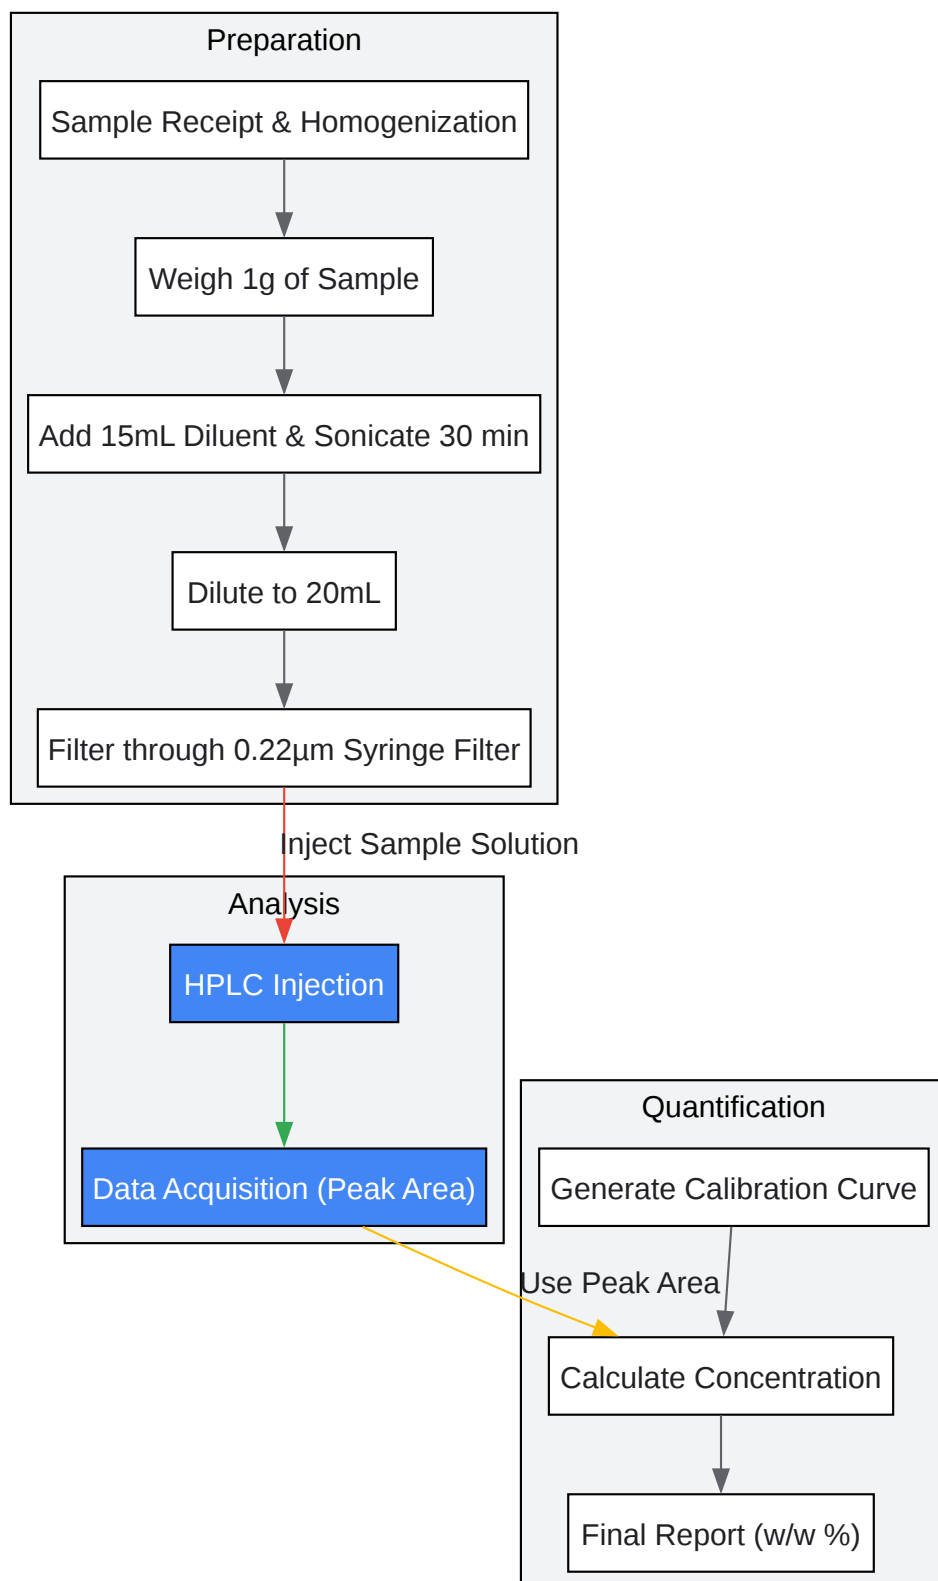 Preparation
Sample Receipt & Homogenization
Weigh 1g of Sample
Add 15mL Diluent & Sonicate 30 min
Dilute to 20mL
Filter through 0.22µm Syringe Filter
Inject Sample Solution
Analysis
HPLC Injection
Data Acquisition (Peak Area)
Quantification
Generate Calibration Curve
Use Peak Area
Calculate Concentration
Final Report (w/w %)